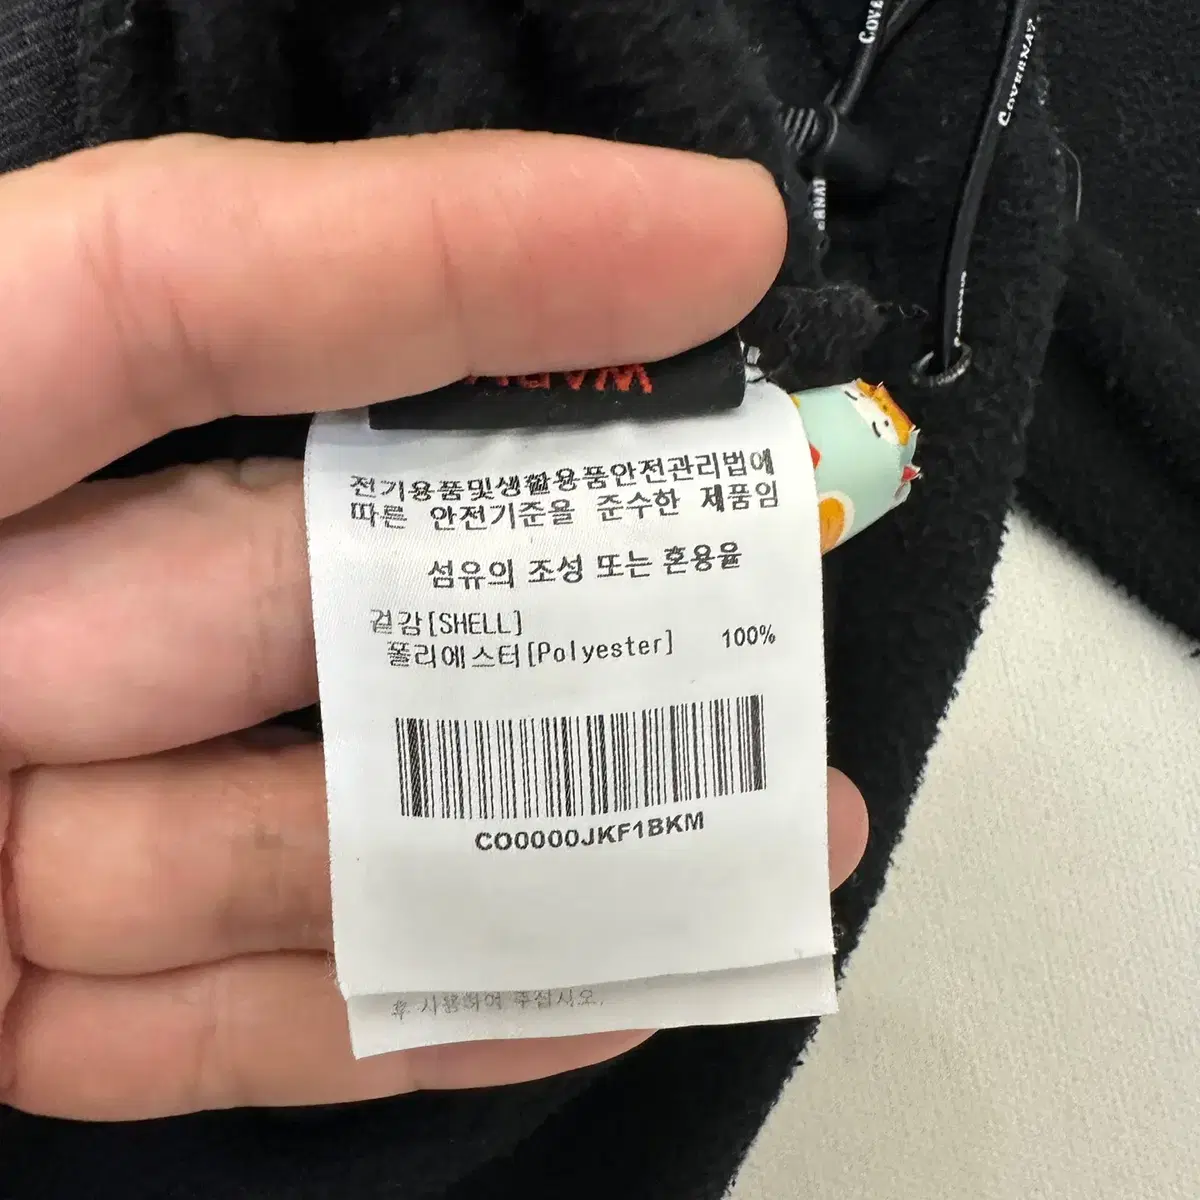 COVERNAT
전기용품및생활용품안전관리법에
따른 안전기준을 준수한 제품임
섬유의 조성 또는 혼용율
겉감[SHELL]
폴리에스터[Polyester] 100%
CO0000JKF1BKM
후 사용하여 주십시오.